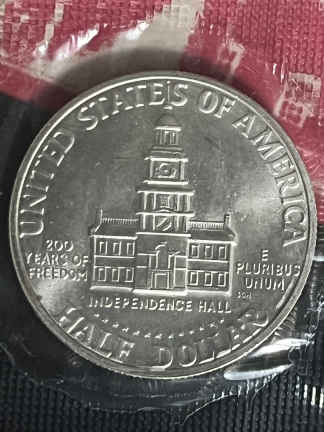 UNITED STATES OF AMERICA
200
YEARS OF
FREEDOM
E
PLURIBUS
UNUM
INDEPENDENCE HALL
HALF DOLLAR